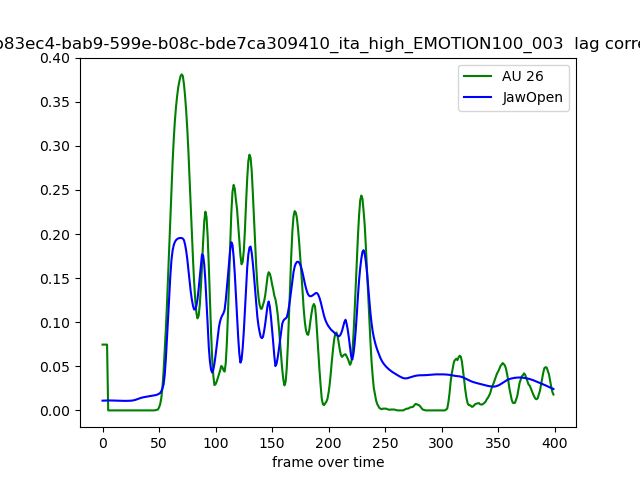 b83ec4-bab9-599e-b08c-bde7ca309410_ita_high_EMOTION100_003 lag corre
0.40
0.35
0.30
0.25
0.20
0.15
0.10
0.05
0.00
AU 26
JawOpen
0 50 100 150 200 250 300 350 400
frame over time